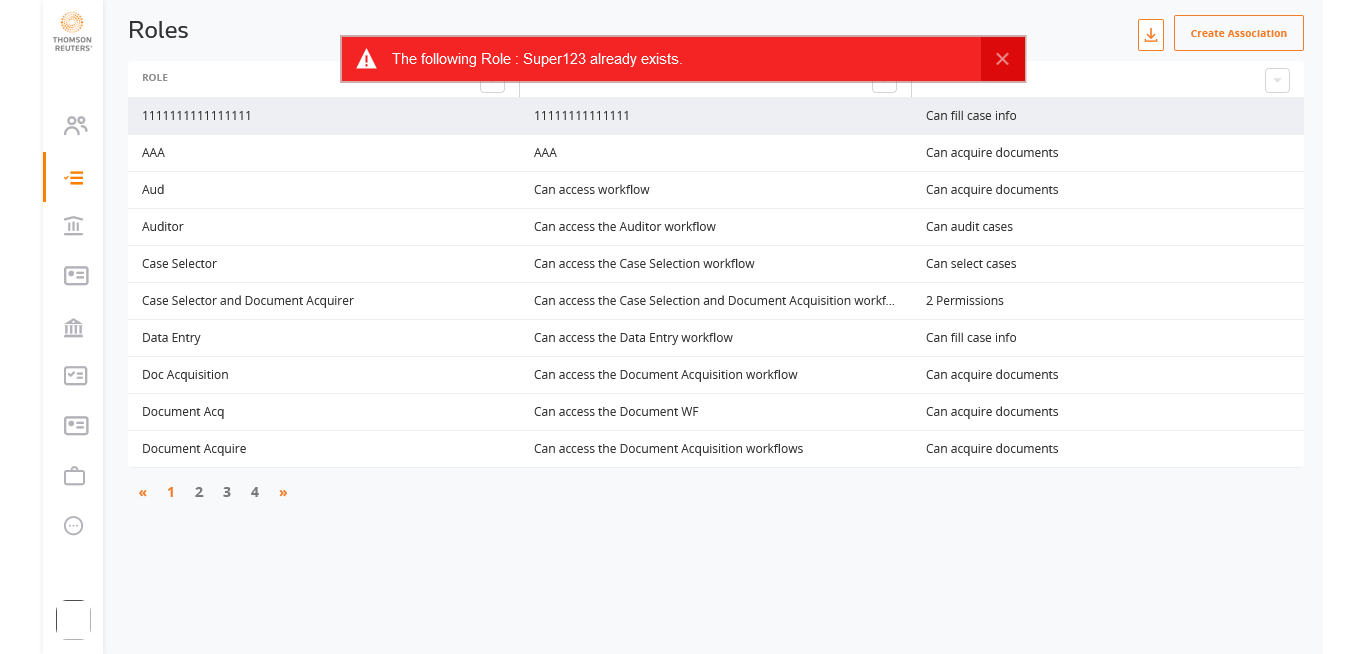 THOMSON
REUTERS®
Roles
Create Association
The following Role : Super123 already exists.
ROLE
1111111111111111 11111111111111 Can fill case info
AAA AAA Can acquire documents
Aud Can access workflow Can acquire documents
Auditor Can access the Auditor workflow Can audit cases
Case Selector Can access the Case Selection workflow Can select cases
Case Selector and Document Acquirer Can access the Case Selection and Document Acquisition workf... 2 Permissions
Data Entry Can access the Data Entry workflow Can fill case info
Doc Acquisition Can access the Document Acquisition workflow Can acquire documents
Document Acq Can access the Document WF Can acquire documents
Document Acquire Can access the Document Acquisition workflows Can acquire documents
« 1 2 3 4 »